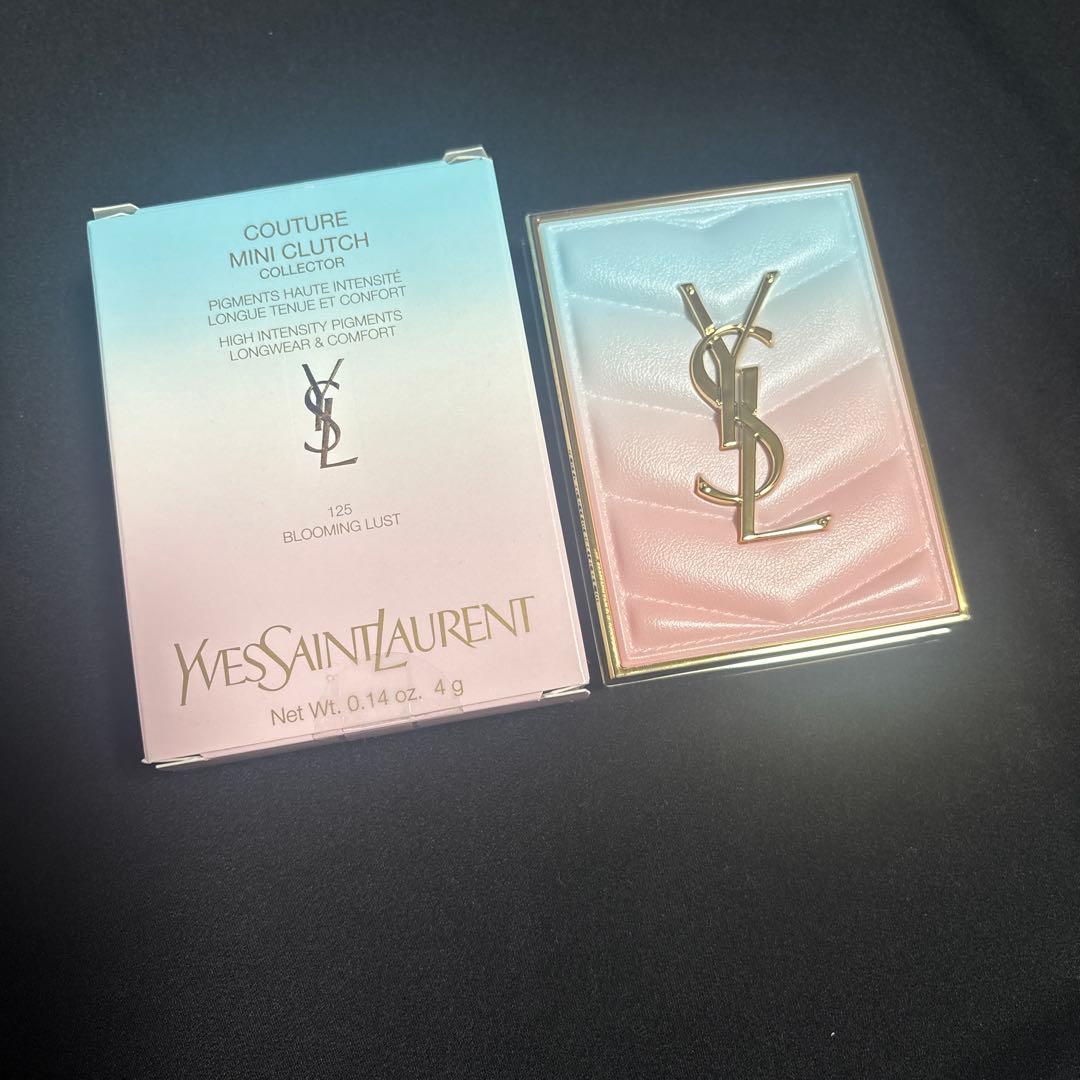 COUTURE
MINI CLUTCH
COLLECTOR
PIGMENTS HAUTE INTENSITÉ
LONGUE TENUE ET CONFORT
HIGH INTENSITY PIGMENTS
LONGWEAR & COMFORT
YSL
125
BLOOMING LUST
YVESSAINTLAURENT
Net Wt. 0.14 oz. 4 g
YSL